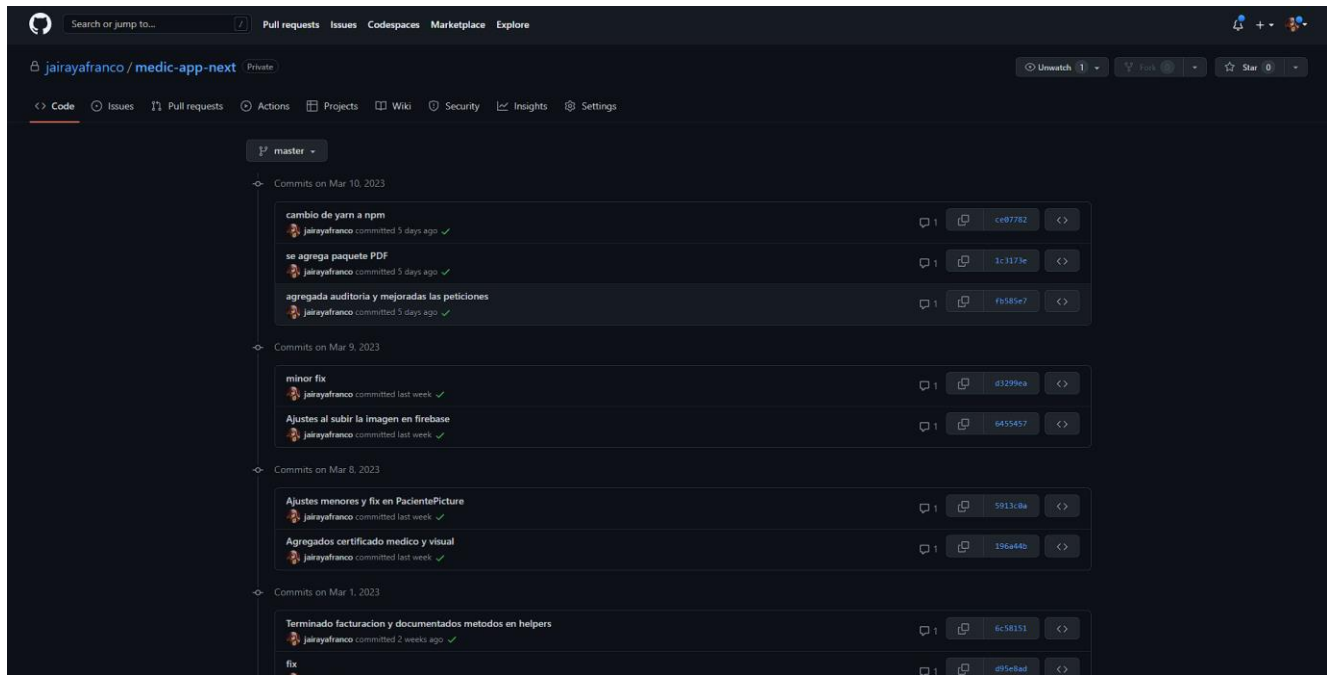 Search or jump to... /
Pull requests Issues Codespaces Marketplace Explore
jairayafranco / medic-app-next Private
Unwatch 1 Fork 0 Star 0
Code Issues Pull requests Actions Projects Wiki Security Insights Settings
master
Commits on Mar 10, 2023
cambio de yarn a npm
jairayafranco committed 5 days ago
1 ce07782
se agrega paquete PDF
jairayafranco committed 5 days ago
1 1c3173e
agregada auditoria y mejoradas las peticiones
jairayafranco committed 5 days ago
1 fb585e7
Commits on Mar 9, 2023
minor fix
jairayafranco committed last week
1 d3299ea
Ajustes al subir la imagen en firebase
jairayafranco committed last week
1 6455457
Commits on Mar 8, 2023
Ajustes menores y fix en PacientePicture
jairayafranco committed last week
1 5913c0a
Agregados certificado medico y visual
jairayafranco committed last week
1 196a44b
Commits on Mar 1, 2023
Terminado facturacion y documentados metodos en helpers
jairayafranco committed 2 weeks ago
1 6c58151
fix
1 d95e8ad